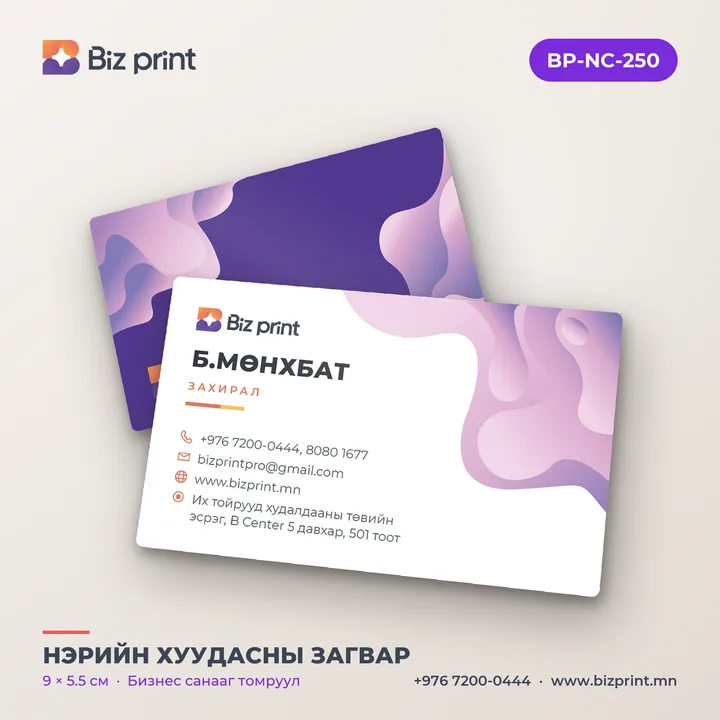 Biz print
BP-NC-250
Biz print
Б.МӨНХБАТ
ЗАХИРАЛ
+976 7200-0444, 8080 1677
bizprintpro@gmail.com
www.bizprint.mn
Их тойрууд худалдааны төвийн
эсрэг, B Center 5 давхар, 501 тоот
НЭРИЙН ХУУДАСНЫ ЗАГВАР
9 × 5.5 см · Бизнес санааг томруул
+976 7200-0444 · www.bizprint.mn